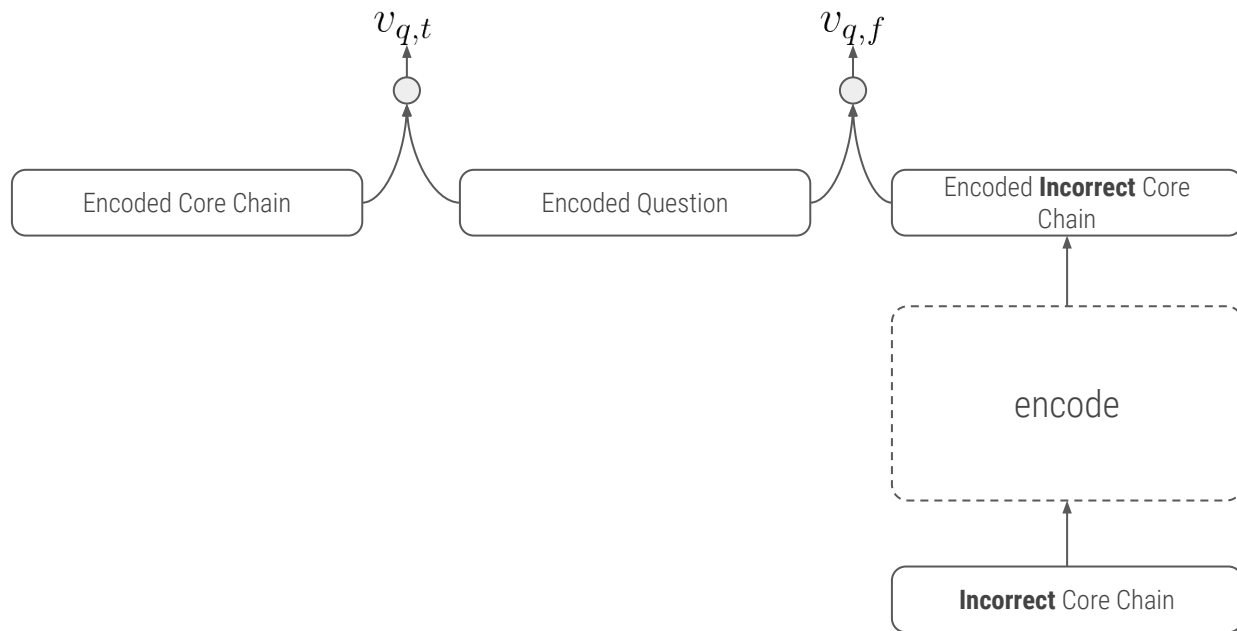 v_{q,t}
v_{q,f}
Encoded Core Chain
Encoded Question
Encoded Incorrect Core
Chain
encode
Incorrect Core Chain